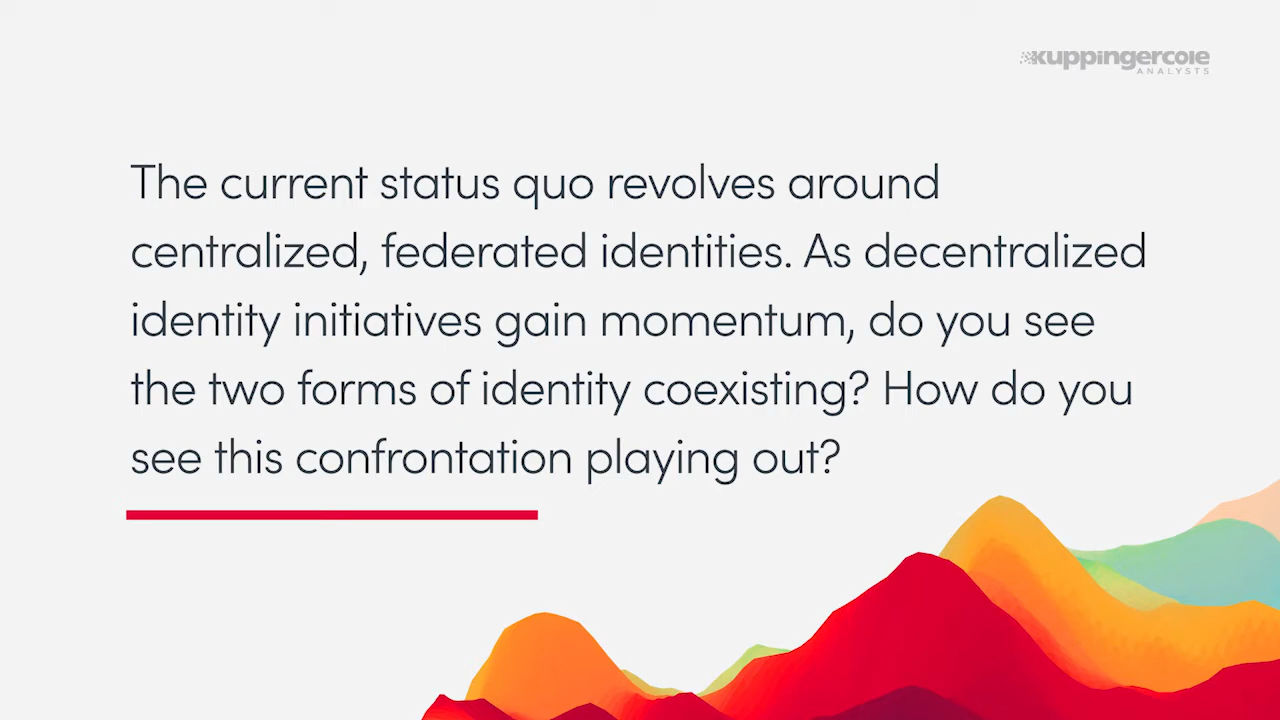 kuppingercole
ANALYSTS
The current status quo revolves around
centralized, federated identities. As decentralized
identity initiatives gain momentum, do you see
the two forms of identity coexisting? How do you
see this confrontation playing out?